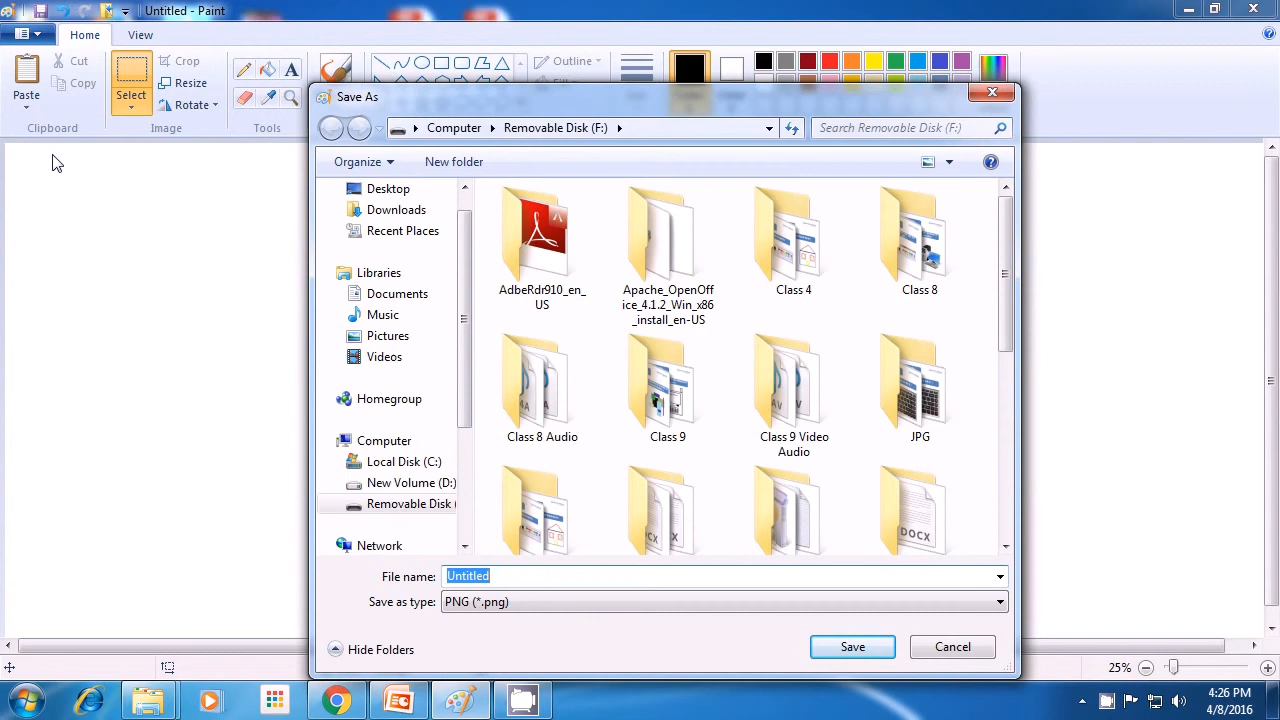 Untitled - Paint
Home
View
Paste
Cut
Copy
Select
Crop
Resize
Rotate
Outline
Clipboard
Image
Tools
Save As
Computer
Removable Disk (F:)
Search Removable Disk (F:)
Organize
New folder
Desktop
Downloads
Recent Places
Libraries
Documents
Music
Pictures
Videos
Homegroup
Computer
Local Disk (C:)
New Volume (D:)
Removable Disk (
Network
AdbeRdr910_en_
US
Apache_OpenOff
ice_4.1.2_Win_x86
_install_en-US
Class 4
Class 8
Class 8 Audio
Class 9
Class 9 Video
Audio
JPG
DOCX
File name:
Untitled
Save as type:
PNG (*.png)
Hide Folders
Save
Cancel
25%
4:26 PM
4/8/2016